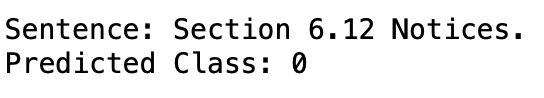 Sentence: Section 6.12 Notices.
Predicted Class: 0